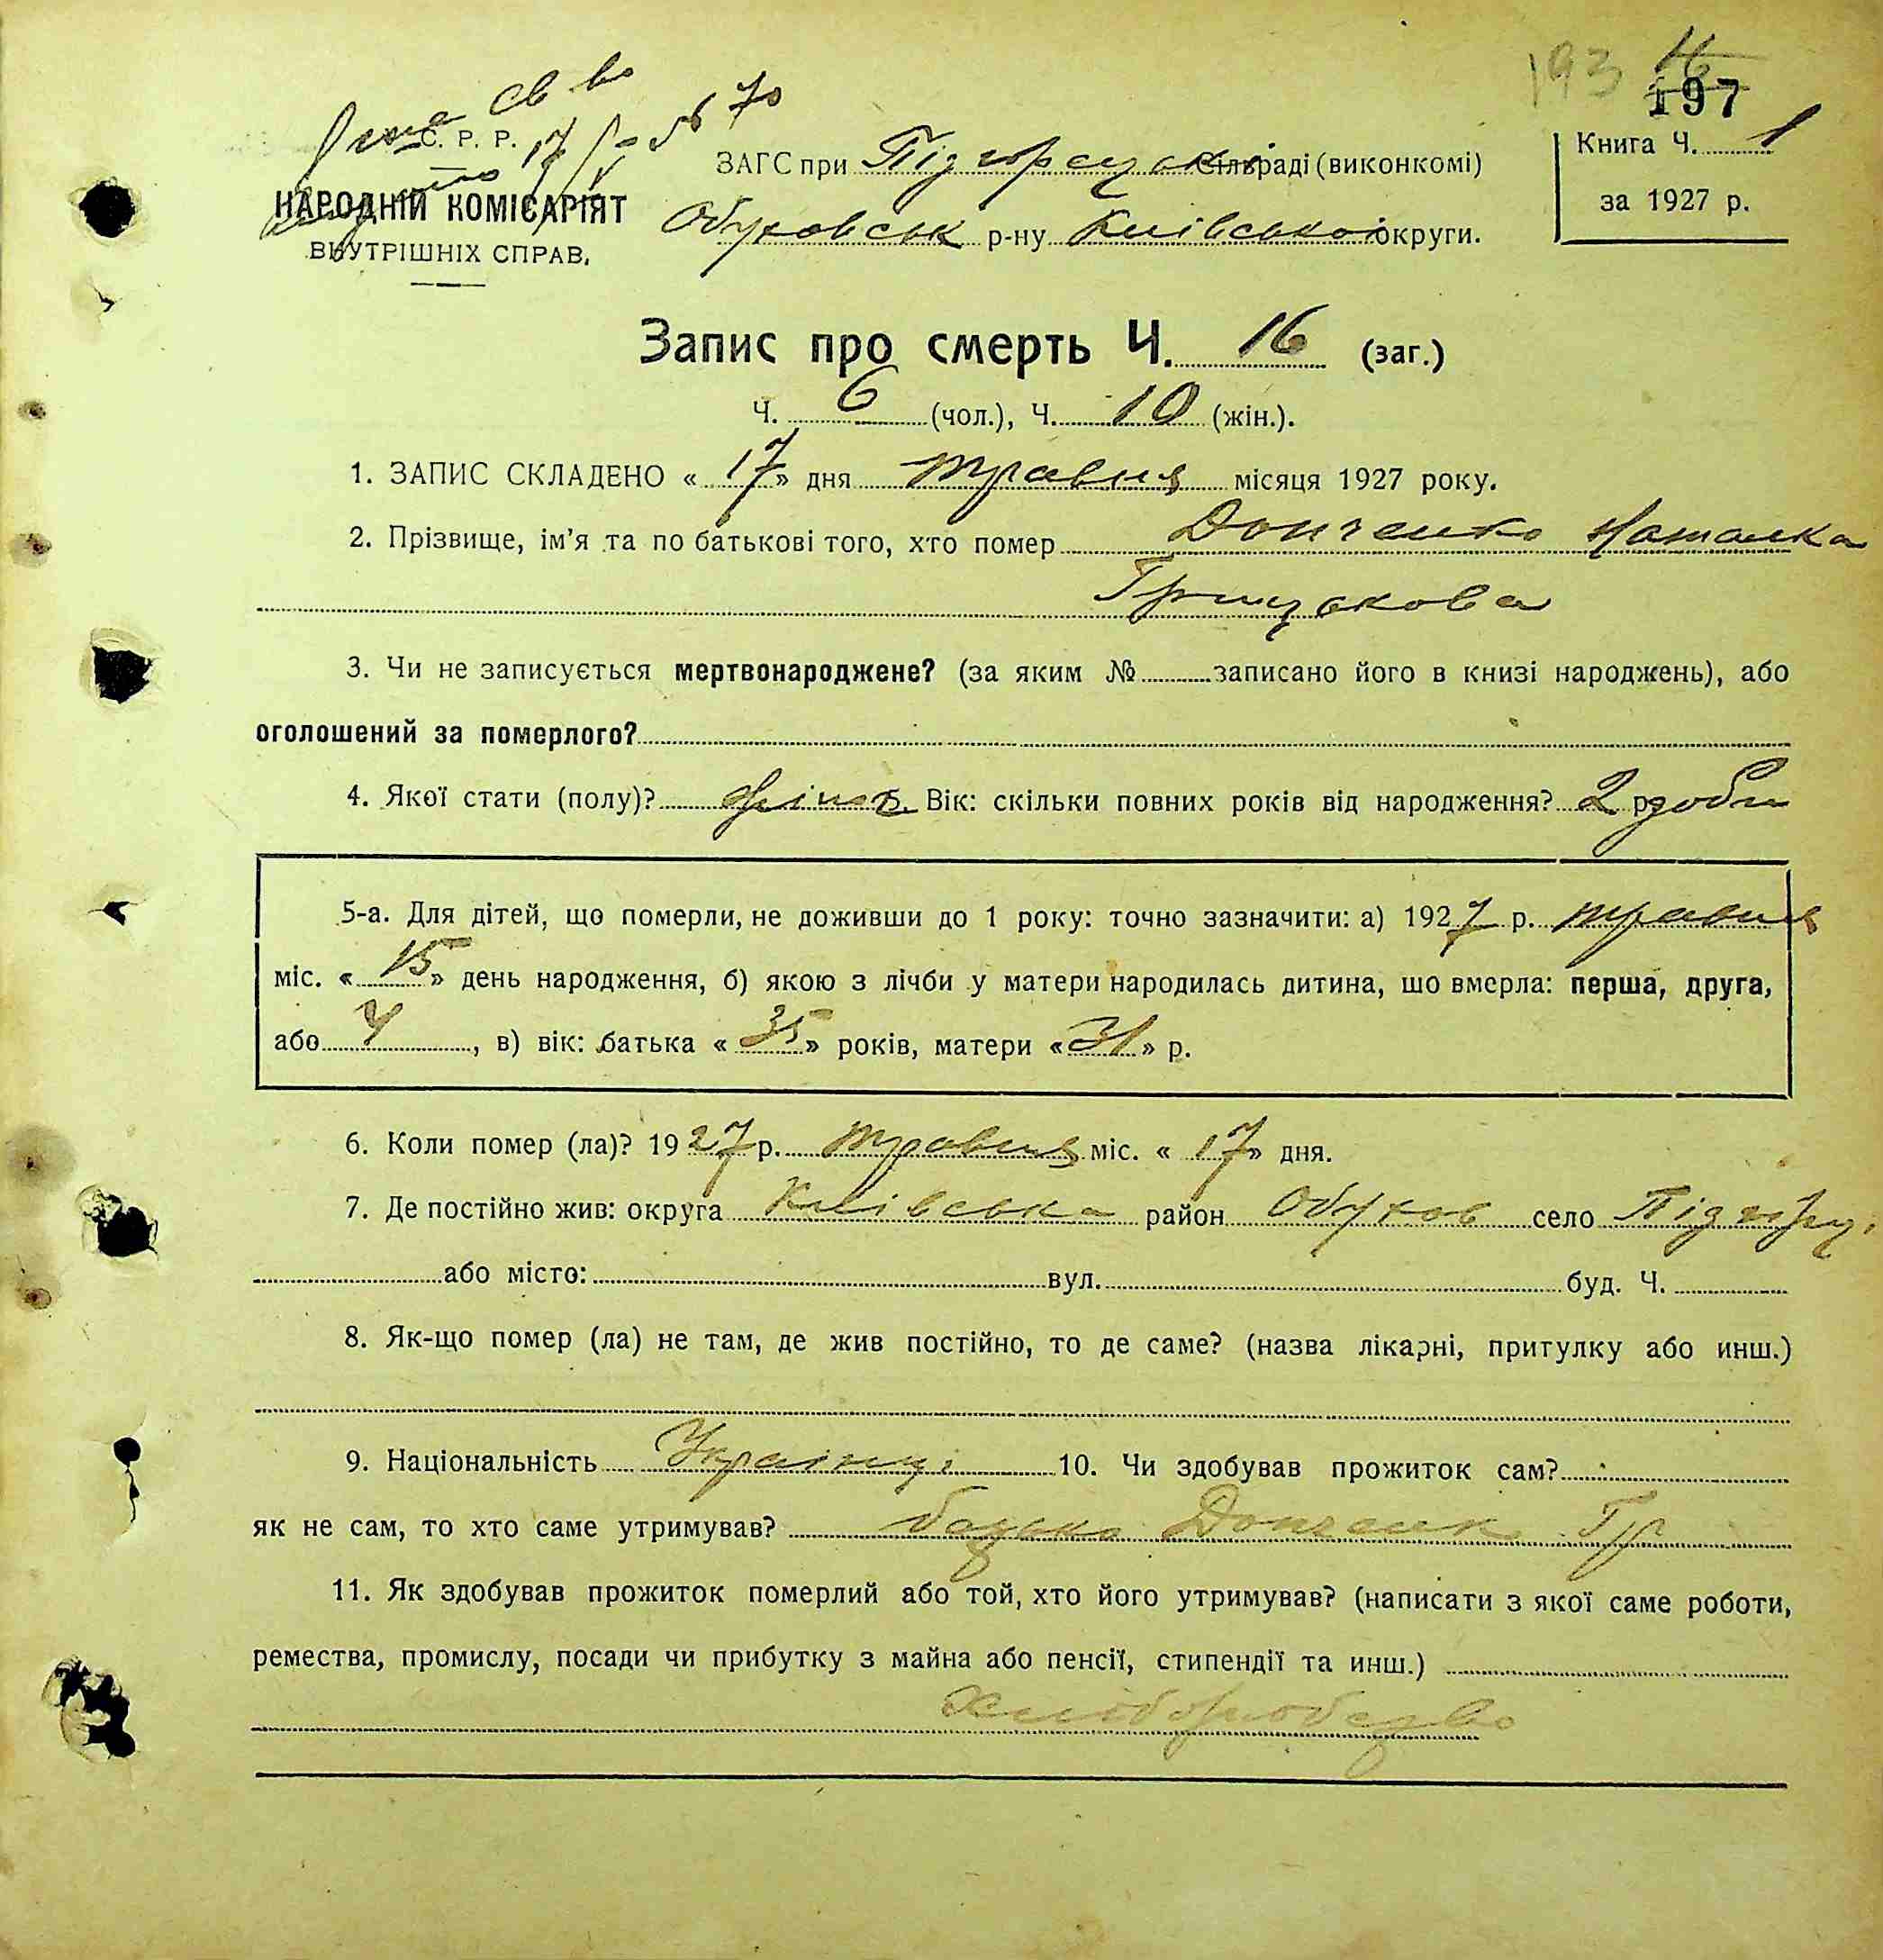 193 16
197
С. Р. Р.
НАРОДНІЙ КОМІСАРІЯТ
ВНУТРІШНІХ СПРАВ.
ЗАГС при Підгорецькі сільраді (виконкомі)
Обуховськ р-ну Київської округи.
Книга Ч. 1
за 1927 р.
Запис про смерть Ч. 16 (заг.)
Ч. 6 (чол.), Ч. 10 (жін.).
1. ЗАПИС СКЛАДЕНО « 17 » дня травня місяця 1927 року.
2. Прізвище, ім'я та по батькові того, хто помер Донченко Наталка
Грицькова
3. Чи не записується мертвонароджене? (за яким № записано його в книзі народжень), або
оголошений за померлого?
4. Якої стати (полу)? жіноч. Вік: скільки повних років від народження? 2 р доби
5-а. Для дітей, що померли, не доживши до 1 року: точно зазначити: а) 1927 р. травня
міс. « 15 » день народження, б) якою з лічби у матери народилась дитина, що вмерла: перша, друга,
або 4, в) вік: батька « 35 » років, матери « 31 » р.
6. Коли помер (ла)? 1927 р. травня міс. « 17 » дня.
7. Де постійно жив: округа Київська район Обухов село Підгірці
або місто: вул. буд. Ч.
8. Як-що помер (ла) не там, де жив постійно, то де саме? (назва лікарні, притулку або инш.)
9. Національність Українці 10. Чи здобував прожиток сам?
як не сам, то хто саме утримував? батько Донченк Гр
11. Як здобував прожиток померлий або той, хто його утримував? (написати з якої саме роботи,
ремества, промислу, посади чи прибутку з майна або пенсії, стипендії та инш.)
хліборобство